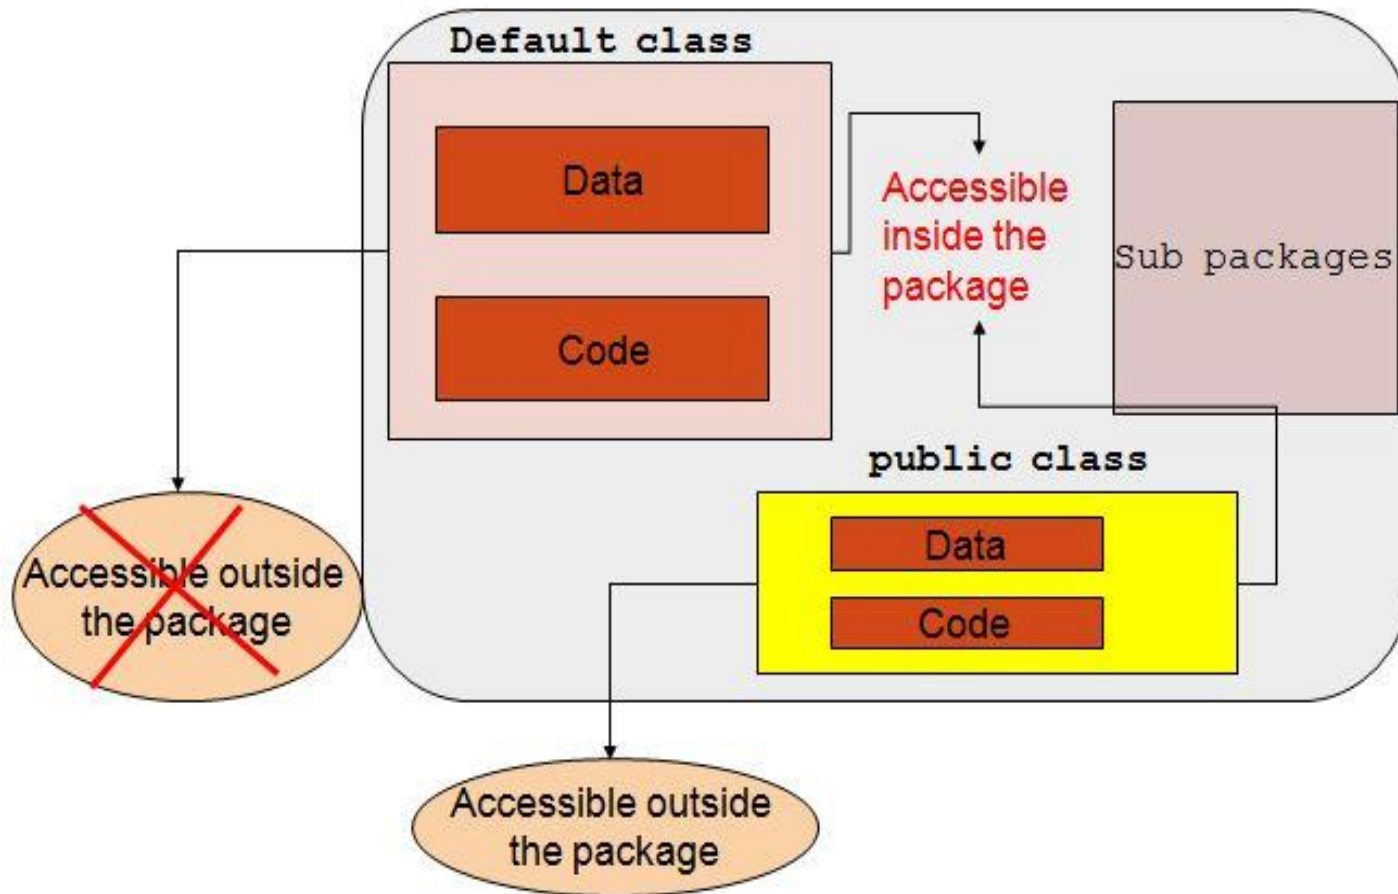 Default class
Data
Code
Accessible
inside the
package
Sub packages
public class
Data
Code
Accessible outside
the package
Accessible outside
the package